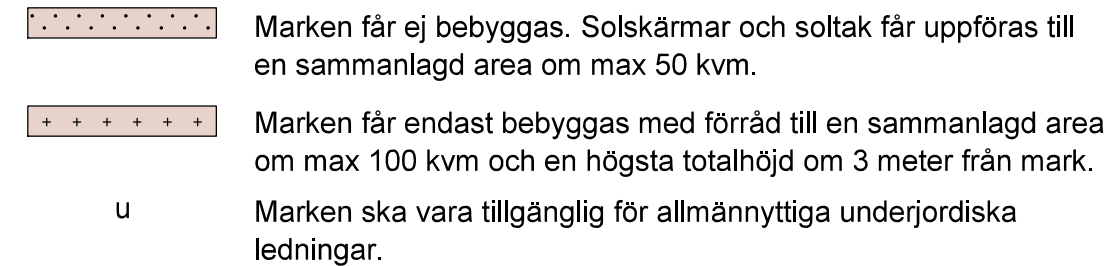 Marken får ej bebyggas. Solskärmar och soltak får uppföras till
en sammanlagd area om max 50 kvm.
+ + + + + +
Marken får endast bebyggas med förråd till en sammanlagd area
om max 100 kvm och en högsta totalhöjd om 3 meter från mark.
u
Marken ska vara tillgänglig för allmännyttiga underjordiska
ledningar.